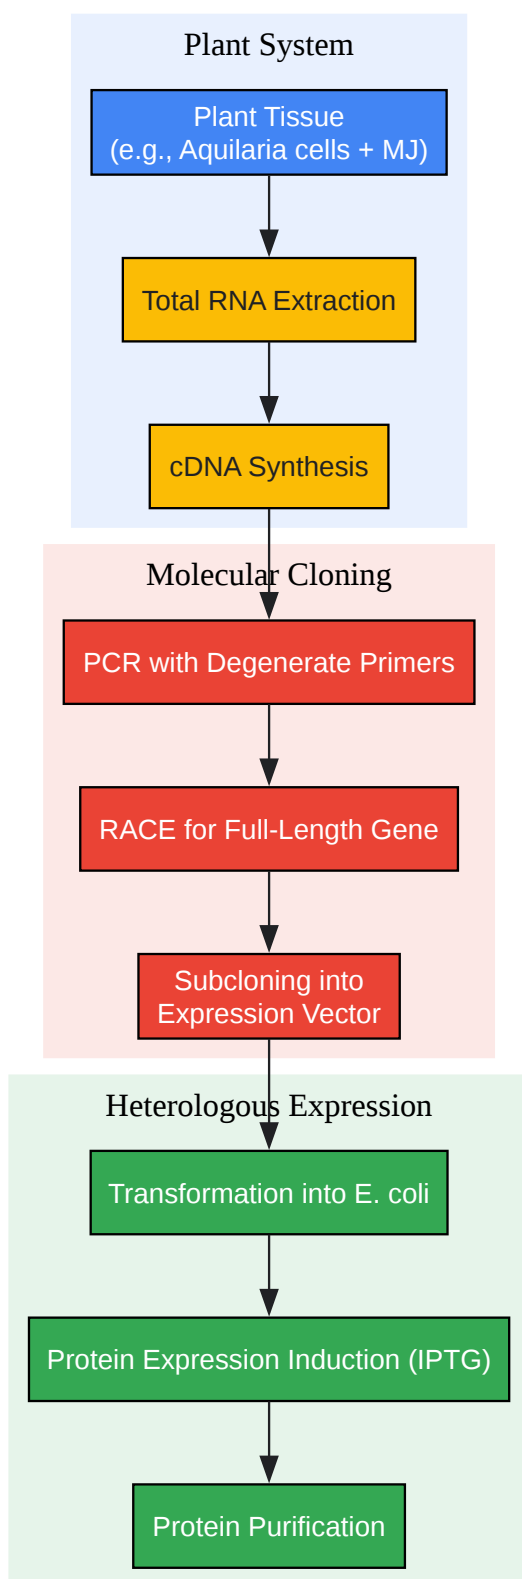 Plant System
Plant Tissue
(e.g., Aquilaria cells + MJ)
Total RNA Extraction
cDNA Synthesis
Molecular Cloning
PCR with Degenerate Primers
RACE for Full-Length Gene
Subcloning into
Expression Vector
Heterologous Expression
Transformation into E. coli
Protein Expression Induction (IPTG)
Protein Purification